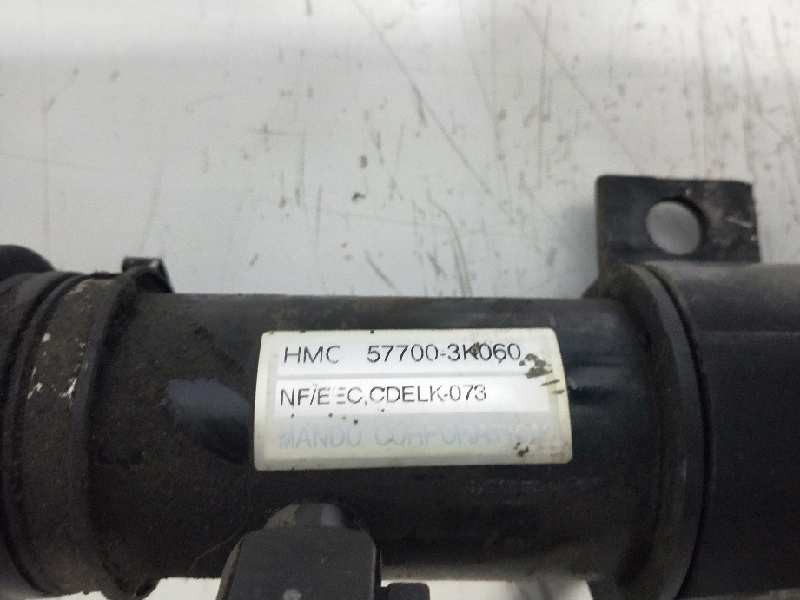 HMC 57700-3K060
NF/EEC,CDELK-073
MANDO CORPORATION